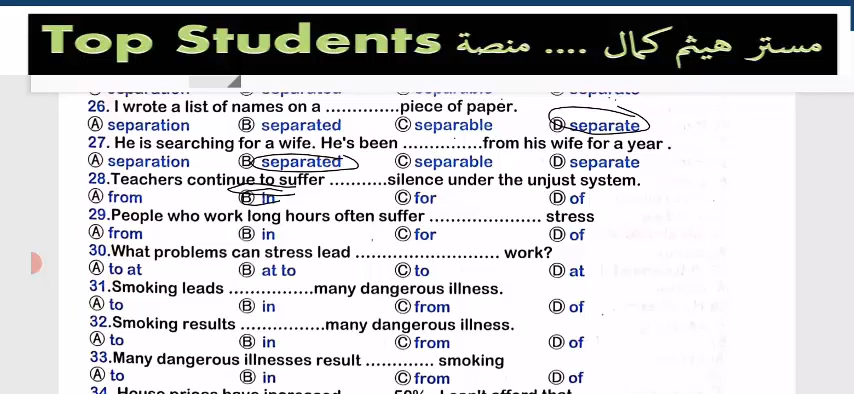 Top Students مستر هيثم كمال .... منصة
26. I wrote a list of names on a ..............piece of paper.
Ⓐ separation Ⓑ separated Ⓒ separable Ⓓ separate
27. He is searching for a wife. He's been ...............from his wife for a year .
Ⓐ separation Ⓑ separated Ⓒ separable Ⓓ separate
28.Teachers continue to suffer ...........silence under the unjust system.
Ⓐ from Ⓑ in Ⓒ for Ⓓ of
29.People who work long hours often suffer ...................... stress
Ⓐ from Ⓑ in Ⓒ for Ⓓ of
30.What problems can stress lead ............................ work?
Ⓐ to at Ⓑ at to Ⓒ to Ⓓ at
31.Smoking leads ................many dangerous illness.
Ⓐ to Ⓑ in Ⓒ from Ⓓ of
32.Smoking results ................many dangerous illness.
Ⓐ to Ⓑ in Ⓒ from Ⓓ of
33.Many dangerous illnesses result ............. smoking
Ⓐ to Ⓑ in Ⓒ from Ⓓ of